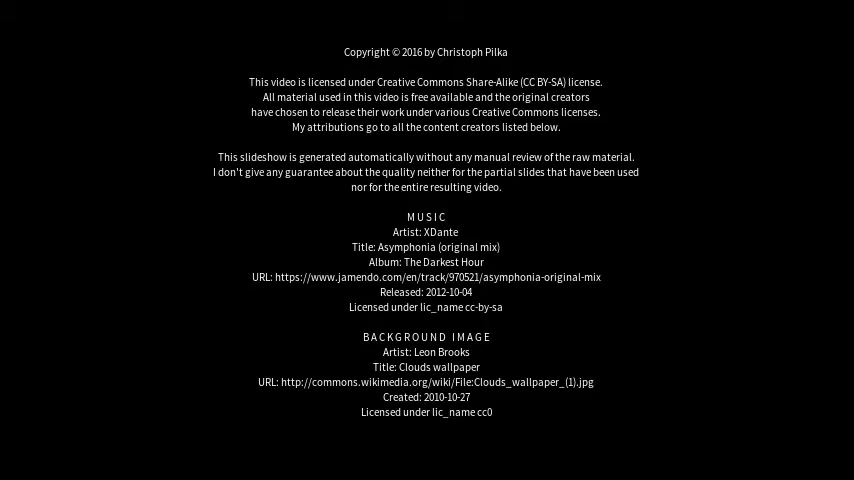 Copyright © 2016 by Christoph Pilka
This video is licensed under Creative Commons Share-Alike (CC BY-SA) license.
All material used in this video is free available and the original creators
have chosen to release their work under various Creative Commons licenses.
My attributions go to all the content creators listed below.
This slideshow is generated automatically without any manual review of the raw material.
I don't give any guarantee about the quality neither for the partial slides that have been used
nor for the entire resulting video.
M U S I C
Artist: XDante
Title: Asymphonia (original mix)
Album: The Darkest Hour
URL: https://www.jamendo.com/en/track/970521/asymphonia-original-mix
Released: 2012-10-04
Licensed under lic_name cc-by-sa
B A C K G R O U N D   I M A G E
Artist: Leon Brooks
Title: Clouds wallpaper
URL: http://commons.wikimedia.org/wiki/File:Clouds_wallpaper_(1).jpg
Created: 2010-10-27
Licensed under lic_name cc0